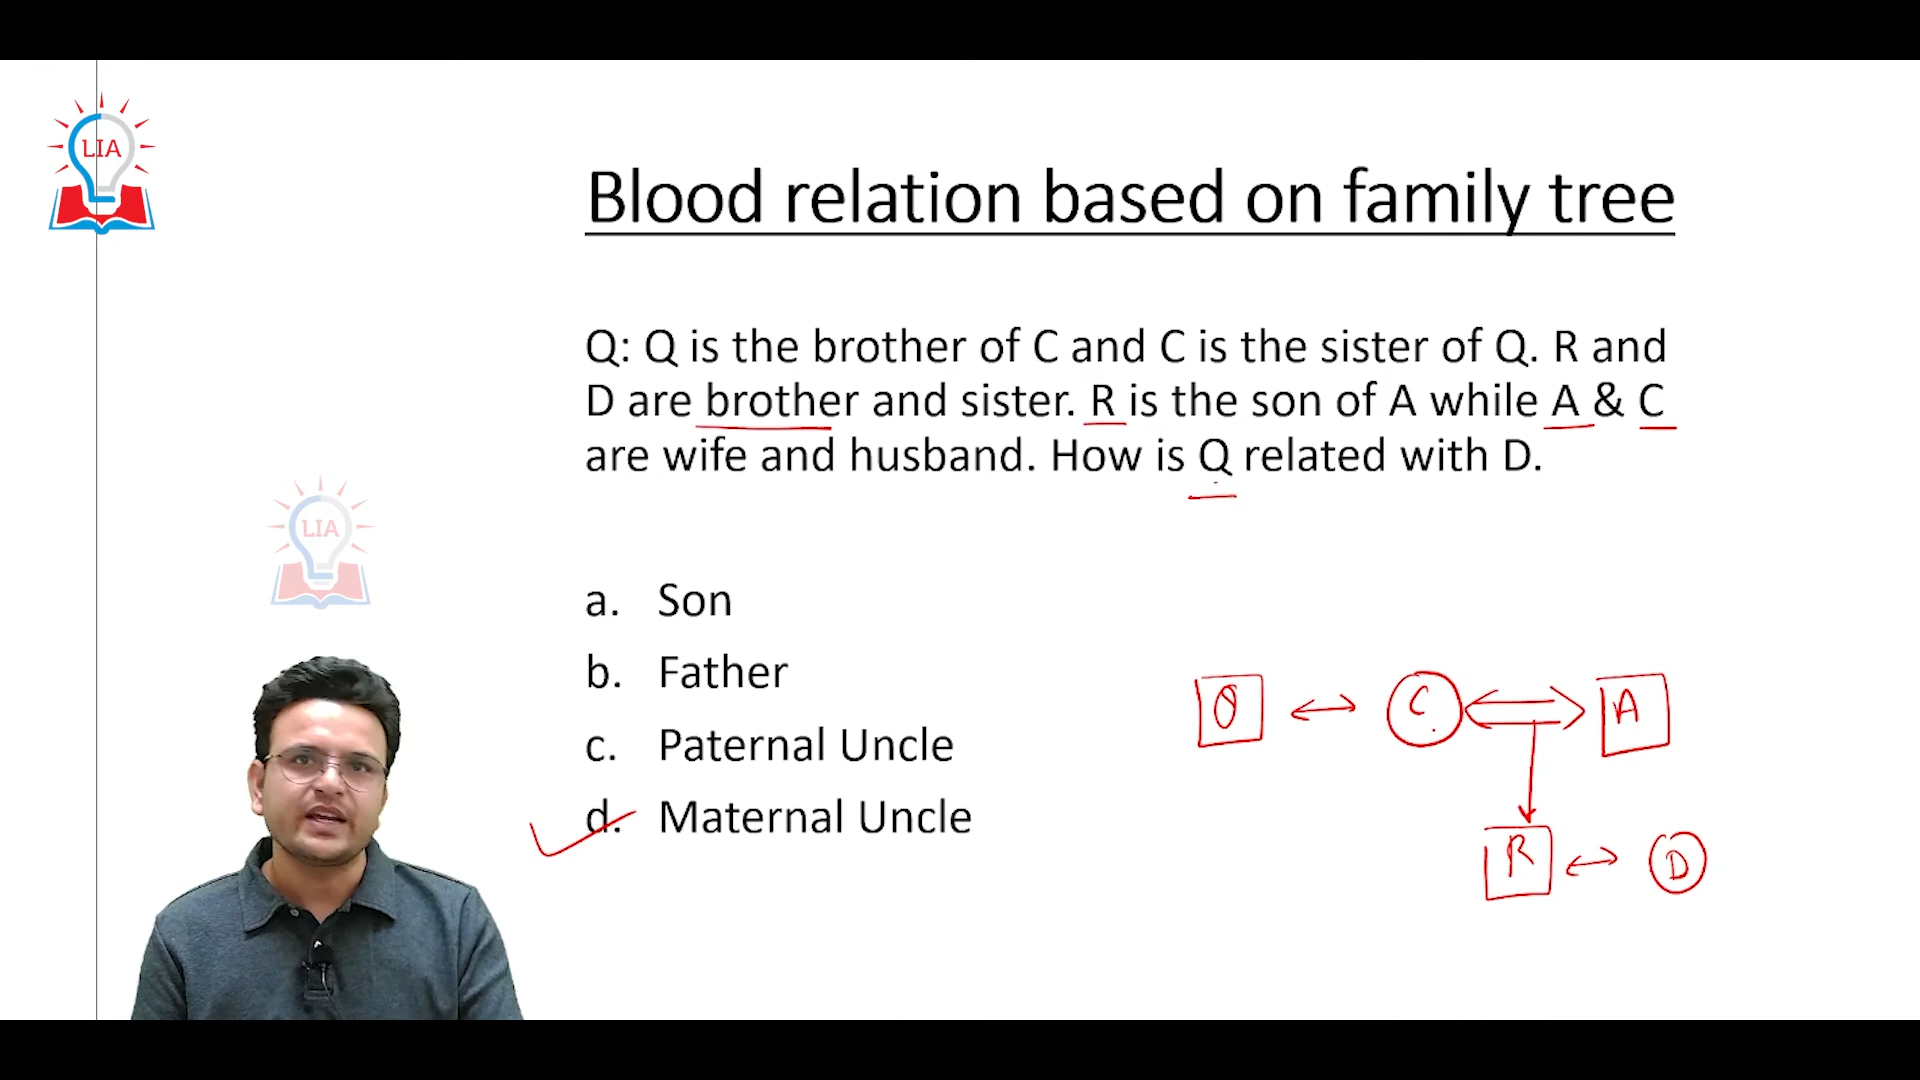 LIA
Blood relation based on family tree
Q: Q is the brother of C and C is the sister of Q. R and
D are brother and sister. R is the son of A while A & C
are wife and husband. How is Q related with D.
LIA
a. Son
b. Father
c. Paternal Uncle
d. Maternal Uncle
Q C A
R D